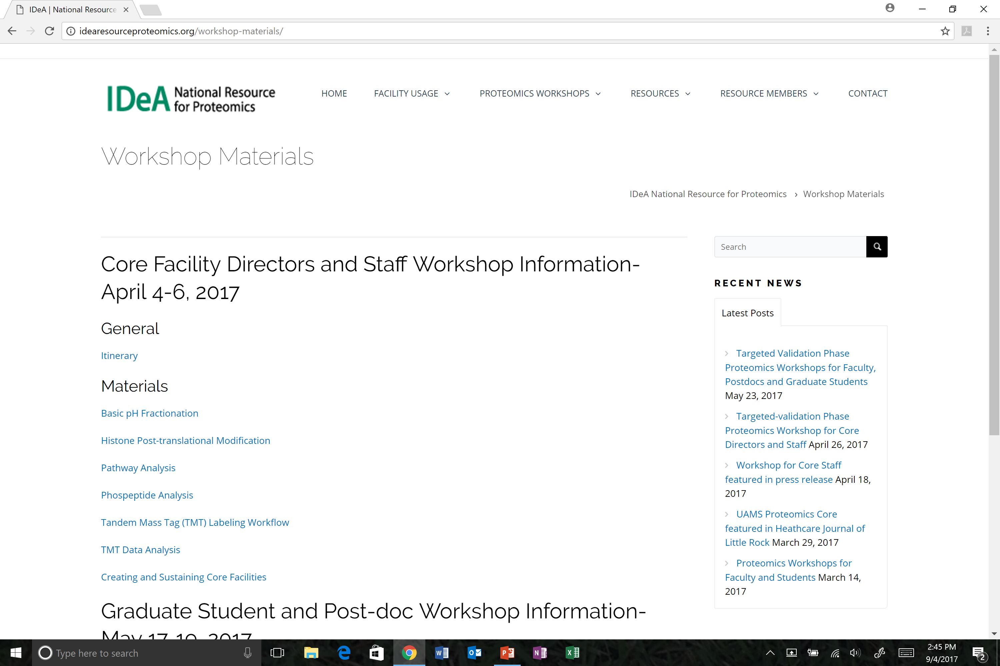 IDeA | National Resource
idearesourceproteomics.org/workshop-materials/
IDeA National Resource
for Proteomics
HOME
FACILITY USAGE
PROTEOMICS WORKSHOPS
RESOURCES
RESOURCE MEMBERS
CONTACT
Workshop Materials
IDeA National Resource for Proteomics › Workshop Materials
Core Facility Directors and Staff Workshop Information-
April 4-6, 2017
General
Itinerary
Materials
Basic pH Fractionation
Histone Post-translational Modification
Pathway Analysis
Phospeptide Analysis
Tandem Mass Tag (TMT) Labeling Workflow
TMT Data Analysis
Creating and Sustaining Core Facilities
Graduate Student and Post-doc Workshop Information-
May 17-19, 2017
Search
RECENT NEWS
Latest Posts
Targeted Validation Phase
Proteomics Workshops for Faculty,
Postdocs and Graduate Students
May 23, 2017
Targeted-validation Phase
Proteomics Workshop for Core
Directors and Staff April 26, 2017
Workshop for Core Staff
featured in press release April 18,
2017
UAMS Proteomics Core
featured in Heathcare Journal of
Little Rock March 29, 2017
Proteomics Workshops for
Faculty and Students March 14,
2017
Type here to search
2:45 PM
9/4/2017
2